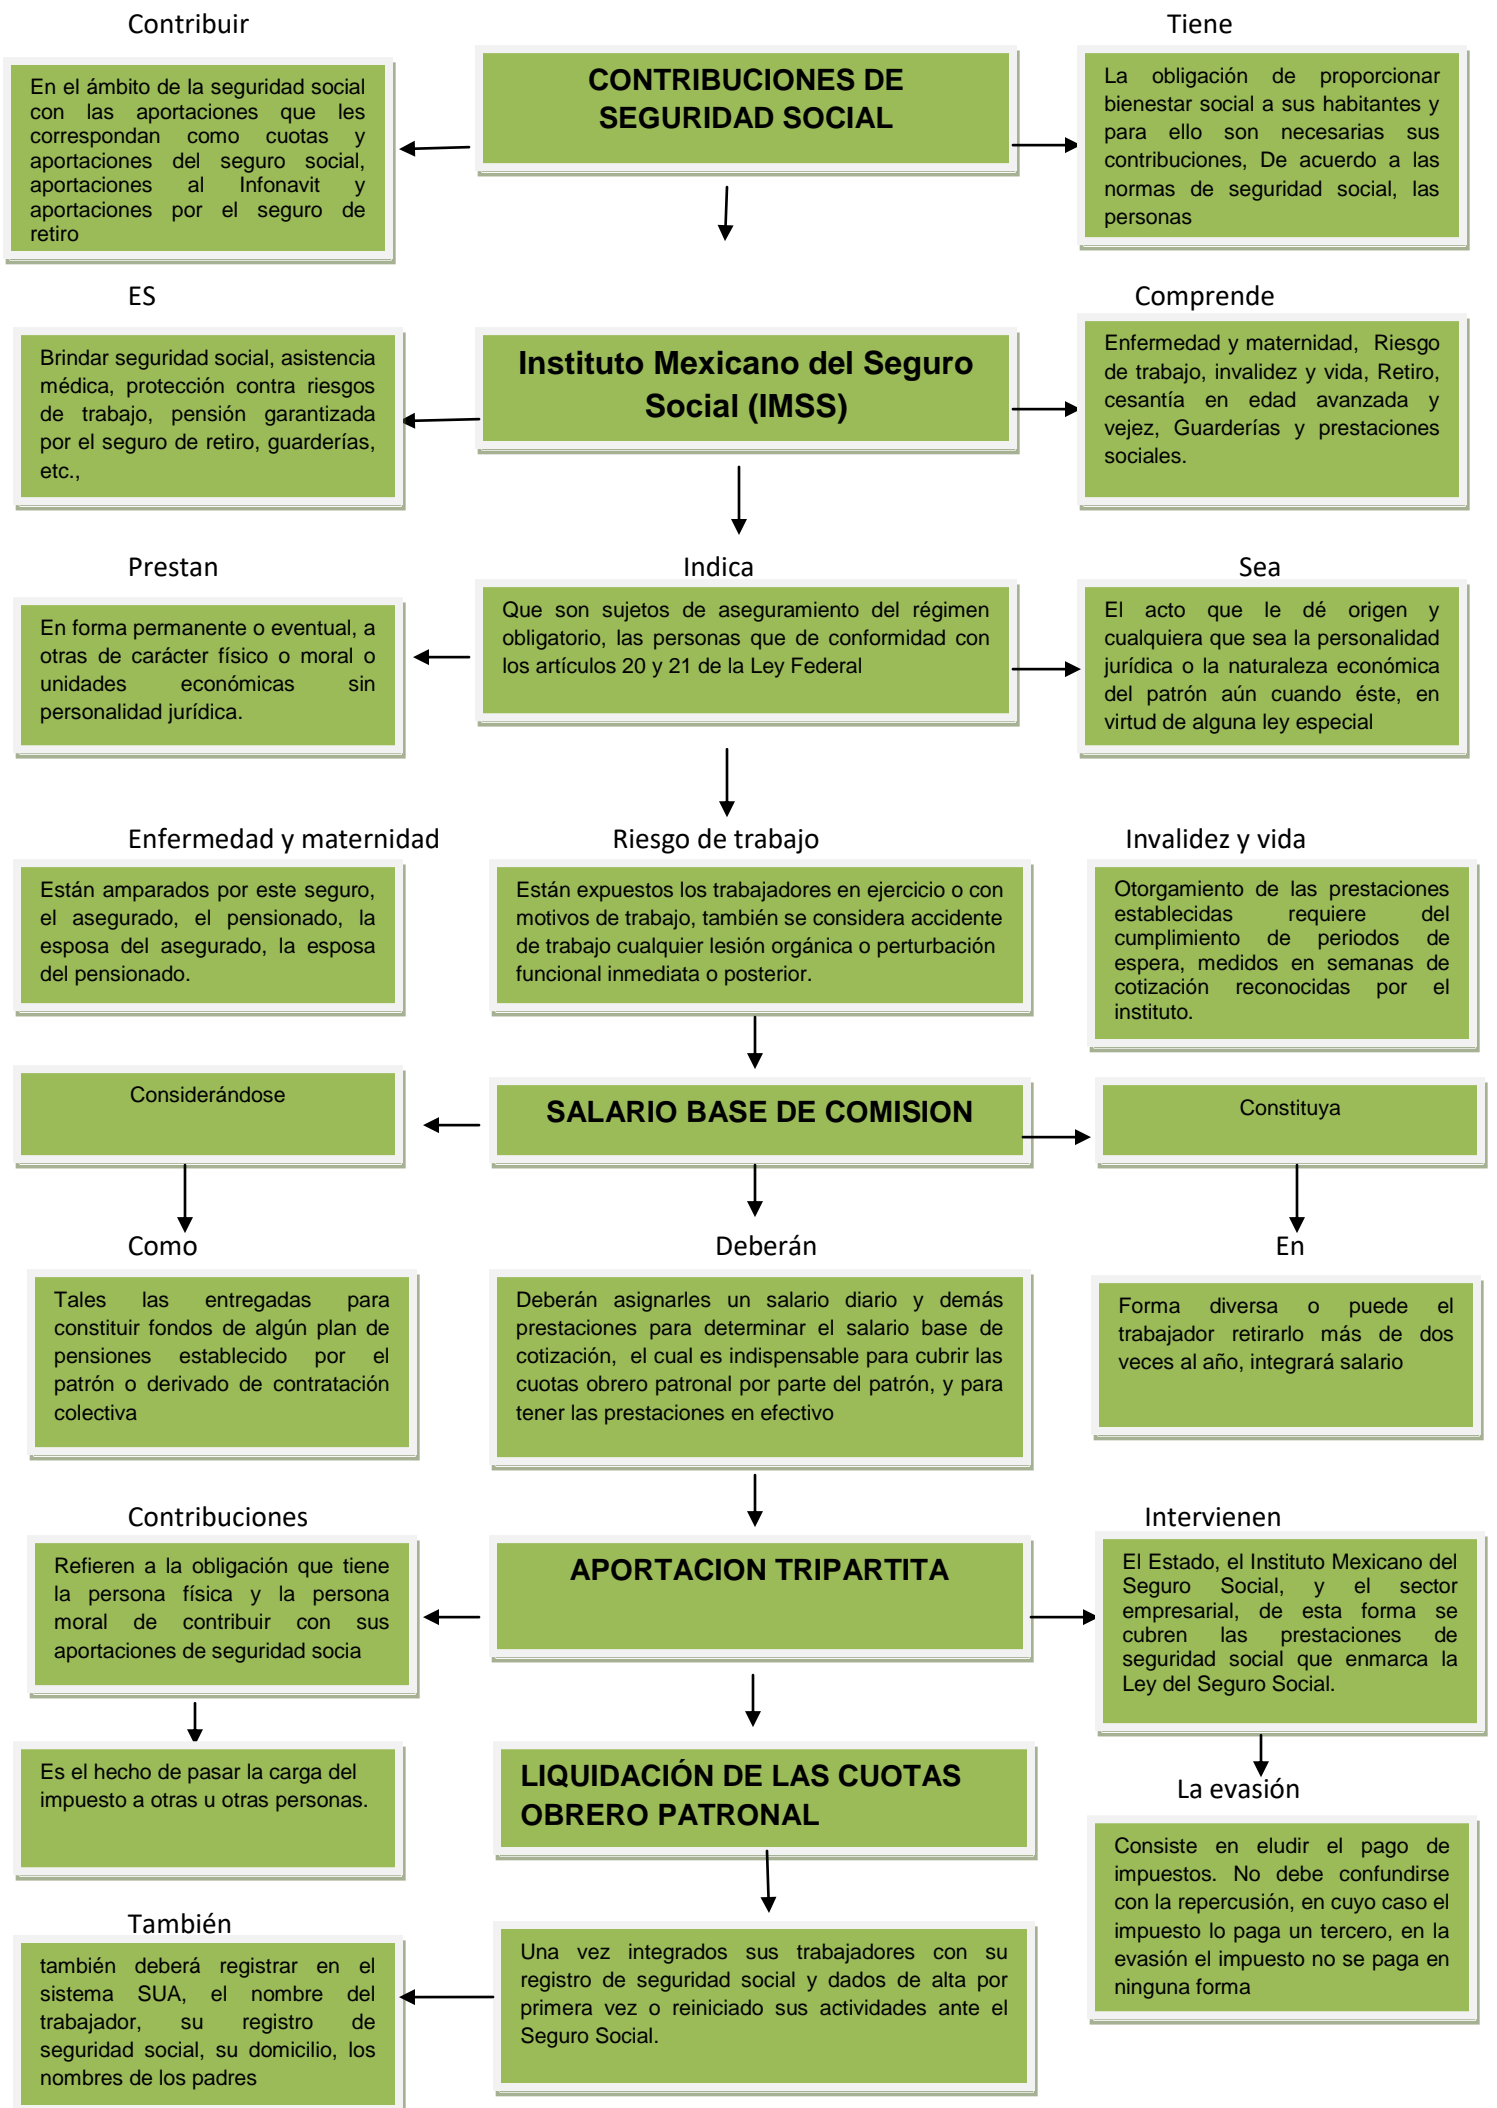 Contribuir
Tiene
En el ámbito de la seguridad social
con las aportaciones que les
correspondan como cuotas y
aportaciones del seguro social,
aportaciones al Infonavit y
aportaciones por el seguro de
retiro
CONTRIBUCIONES DE
SEGURIDAD SOCIAL
La obligación de proporcionar
bienestar social a sus habitantes y
para ello son necesarias sus
contribuciones, De acuerdo a las
normas de seguridad social, las
personas
ES
Comprende
Brindar seguridad social, asistencia
médica, protección contra riesgos
de trabajo, pensión garantizada
por el seguro de retiro, guarderías,
etc.,
Instituto Mexicano del Seguro
Social (IMSS)
Enfermedad y maternidad, Riesgo
de trabajo, invalidez y vida, Retiro,
cesantía en edad avanzada y
vejez, Guarderías y prestaciones
sociales.
Prestan
Indica
Sea
En forma permanente o eventual, a
otras de carácter físico o moral o
unidades económicas sin
personalidad jurídica.
Que son sujetos de aseguramiento del régimen
obligatorio, las personas que de conformidad con
los artículos 20 y 21 de la Ley Federal
El acto que le dé origen y
cualquiera que sea la personalidad
jurídica o la naturaleza económica
del patrón aún cuando éste, en
virtud de alguna ley especial
Enfermedad y maternidad
Riesgo de trabajo
Invalidez y vida
Están amparados por este seguro,
el asegurado, el pensionado, la
esposa del asegurado, la esposa
del pensionado.
Están expuestos los trabajadores en ejercicio o con
motivos de trabajo, también se considera accidente
de trabajo cualquier lesión orgánica o perturbación
funcional inmediata o posterior.
Otorgamiento de las prestaciones
establecidas requiere del
cumplimiento de periodos de
espera, medidos en semanas de
cotización reconocidas por el
instituto.
Considerándose
SALARIO BASE DE COMISION
Constituya
Como
Deberán
En
Tales las entregadas para
constituir fondos de algún plan de
pensiones establecido por el
patrón o derivado de contratación
colectiva
Deberán asignarles un salario diario y demás
prestaciones para determinar el salario base de
cotización, el cual es indispensable para cubrir las
cuotas obrero patronal por parte del patrón, y para
tener las prestaciones en efectivo
Forma diversa o puede el
trabajador retirarlo más de dos
veces al año, integrará salario
Contribuciones
Intervienen
Refieren a la obligación que tiene
la persona física y la persona
moral de contribuir con sus
aportaciones de seguridad socia
APORTACION TRIPARTITA
El Estado, el Instituto Mexicano del
Seguro Social, y el sector
empresarial, de esta forma se
cubren las prestaciones de
seguridad social que enmarca la
Ley del Seguro Social.
Es el hecho de pasar la carga del
impuesto a otras u otras personas.
LIQUIDACIÓN DE LAS CUOTAS
OBRERO PATRONAL
La evasión
Consiste en eludir el pago de
impuestos. No debe confundirse
con la repercusión, en cuyo caso el
impuesto lo paga un tercero, en la
evasión el impuesto no se paga en
ninguna forma
También
también deberá registrar en el
sistema SUA, el nombre del
trabajador, su registro de
seguridad social, su domicilio, los
nombres de los padres
Una vez integrados sus trabajadores con su
registro de seguridad social y dados de alta por
primera vez o reiniciado sus actividades ante el
Seguro Social.